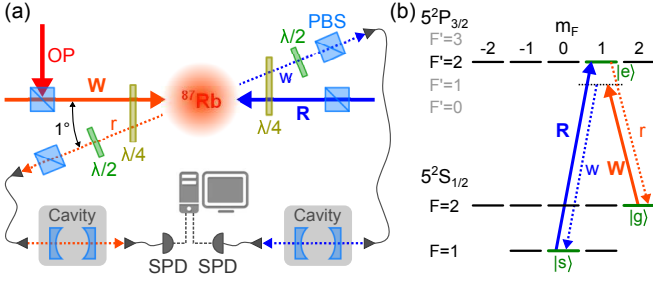 (a)
OP
W
1°
r
λ/2
λ/4
⁸⁷Rb
λ/4
λ/2
PBS
w
R
Cavity
SPD
SPD
Cavity
(b)
5²P₃/₂
m_F
F'=3
-2 -1 0 1 2
F'=2
|e⟩
F'=1
F'=0
R
w
W
r
5²S₁/₂
F=2
|g⟩
F=1
|s⟩